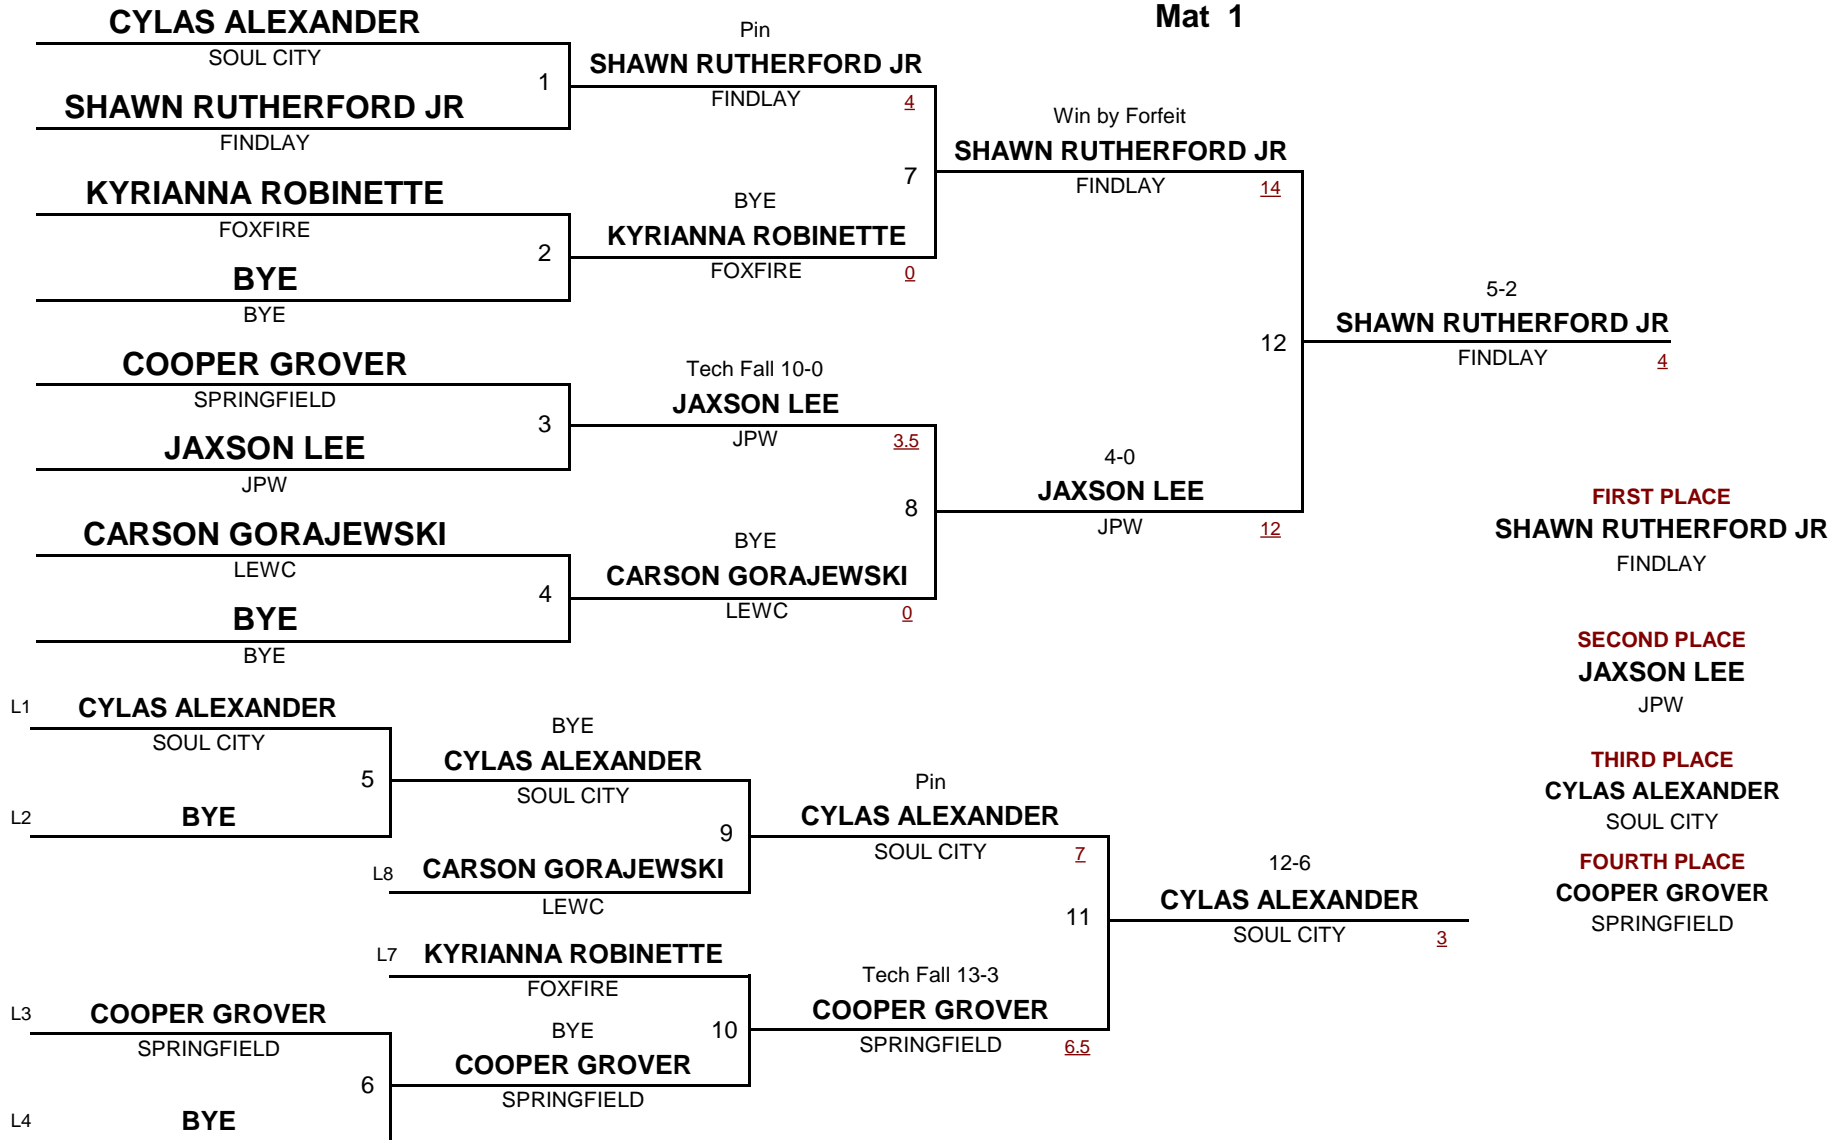 Mat 1
CYLAS ALEXANDER
SOUL CITY
1
SHAWN RUTHERFORD JR
FINDLAY
KYRIANNA ROBINETTE
FOXFIRE
2
BYE
BYE
COOPER GROVER
SPRINGFIELD
3
JAXSON LEE
JPW
CARSON GORAJEWSKI
LEWC
4
BYE
BYE
Pin
SHAWN RUTHERFORD JR
FINDLAY 4
7
BYE
KYRIANNA ROBINETTE
FOXFIRE 0
Tech Fall 10-0
JAXSON LEE
JPW 3.5
8
BYE
CARSON GORAJEWSKI
LEWC 0
Win by Forfeit
SHAWN RUTHERFORD JR
FINDLAY 14
12
4-0
JAXSON LEE
JPW 12
5-2
SHAWN RUTHERFORD JR
FINDLAY 4
FIRST PLACE
SHAWN RUTHERFORD JR
FINDLAY
SECOND PLACE
JAXSON LEE
JPW
THIRD PLACE
CYLAS ALEXANDER
SOUL CITY
FOURTH PLACE
COOPER GROVER
SPRINGFIELD
L1 CYLAS ALEXANDER
SOUL CITY
5
L2 BYE
BYE
CYLAS ALEXANDER
SOUL CITY
9
L8 CARSON GORAJEWSKI
LEWC
L7 KYRIANNA ROBINETTE
FOXFIRE
10
BYE
COOPER GROVER
SPRINGFIELD
L3 COOPER GROVER
SPRINGFIELD
6
L4 BYE
Pin
CYLAS ALEXANDER
SOUL CITY 7
11
Tech Fall 13-3
COOPER GROVER
SPRINGFIELD 6.5
12-6
CYLAS ALEXANDER
SOUL CITY 3